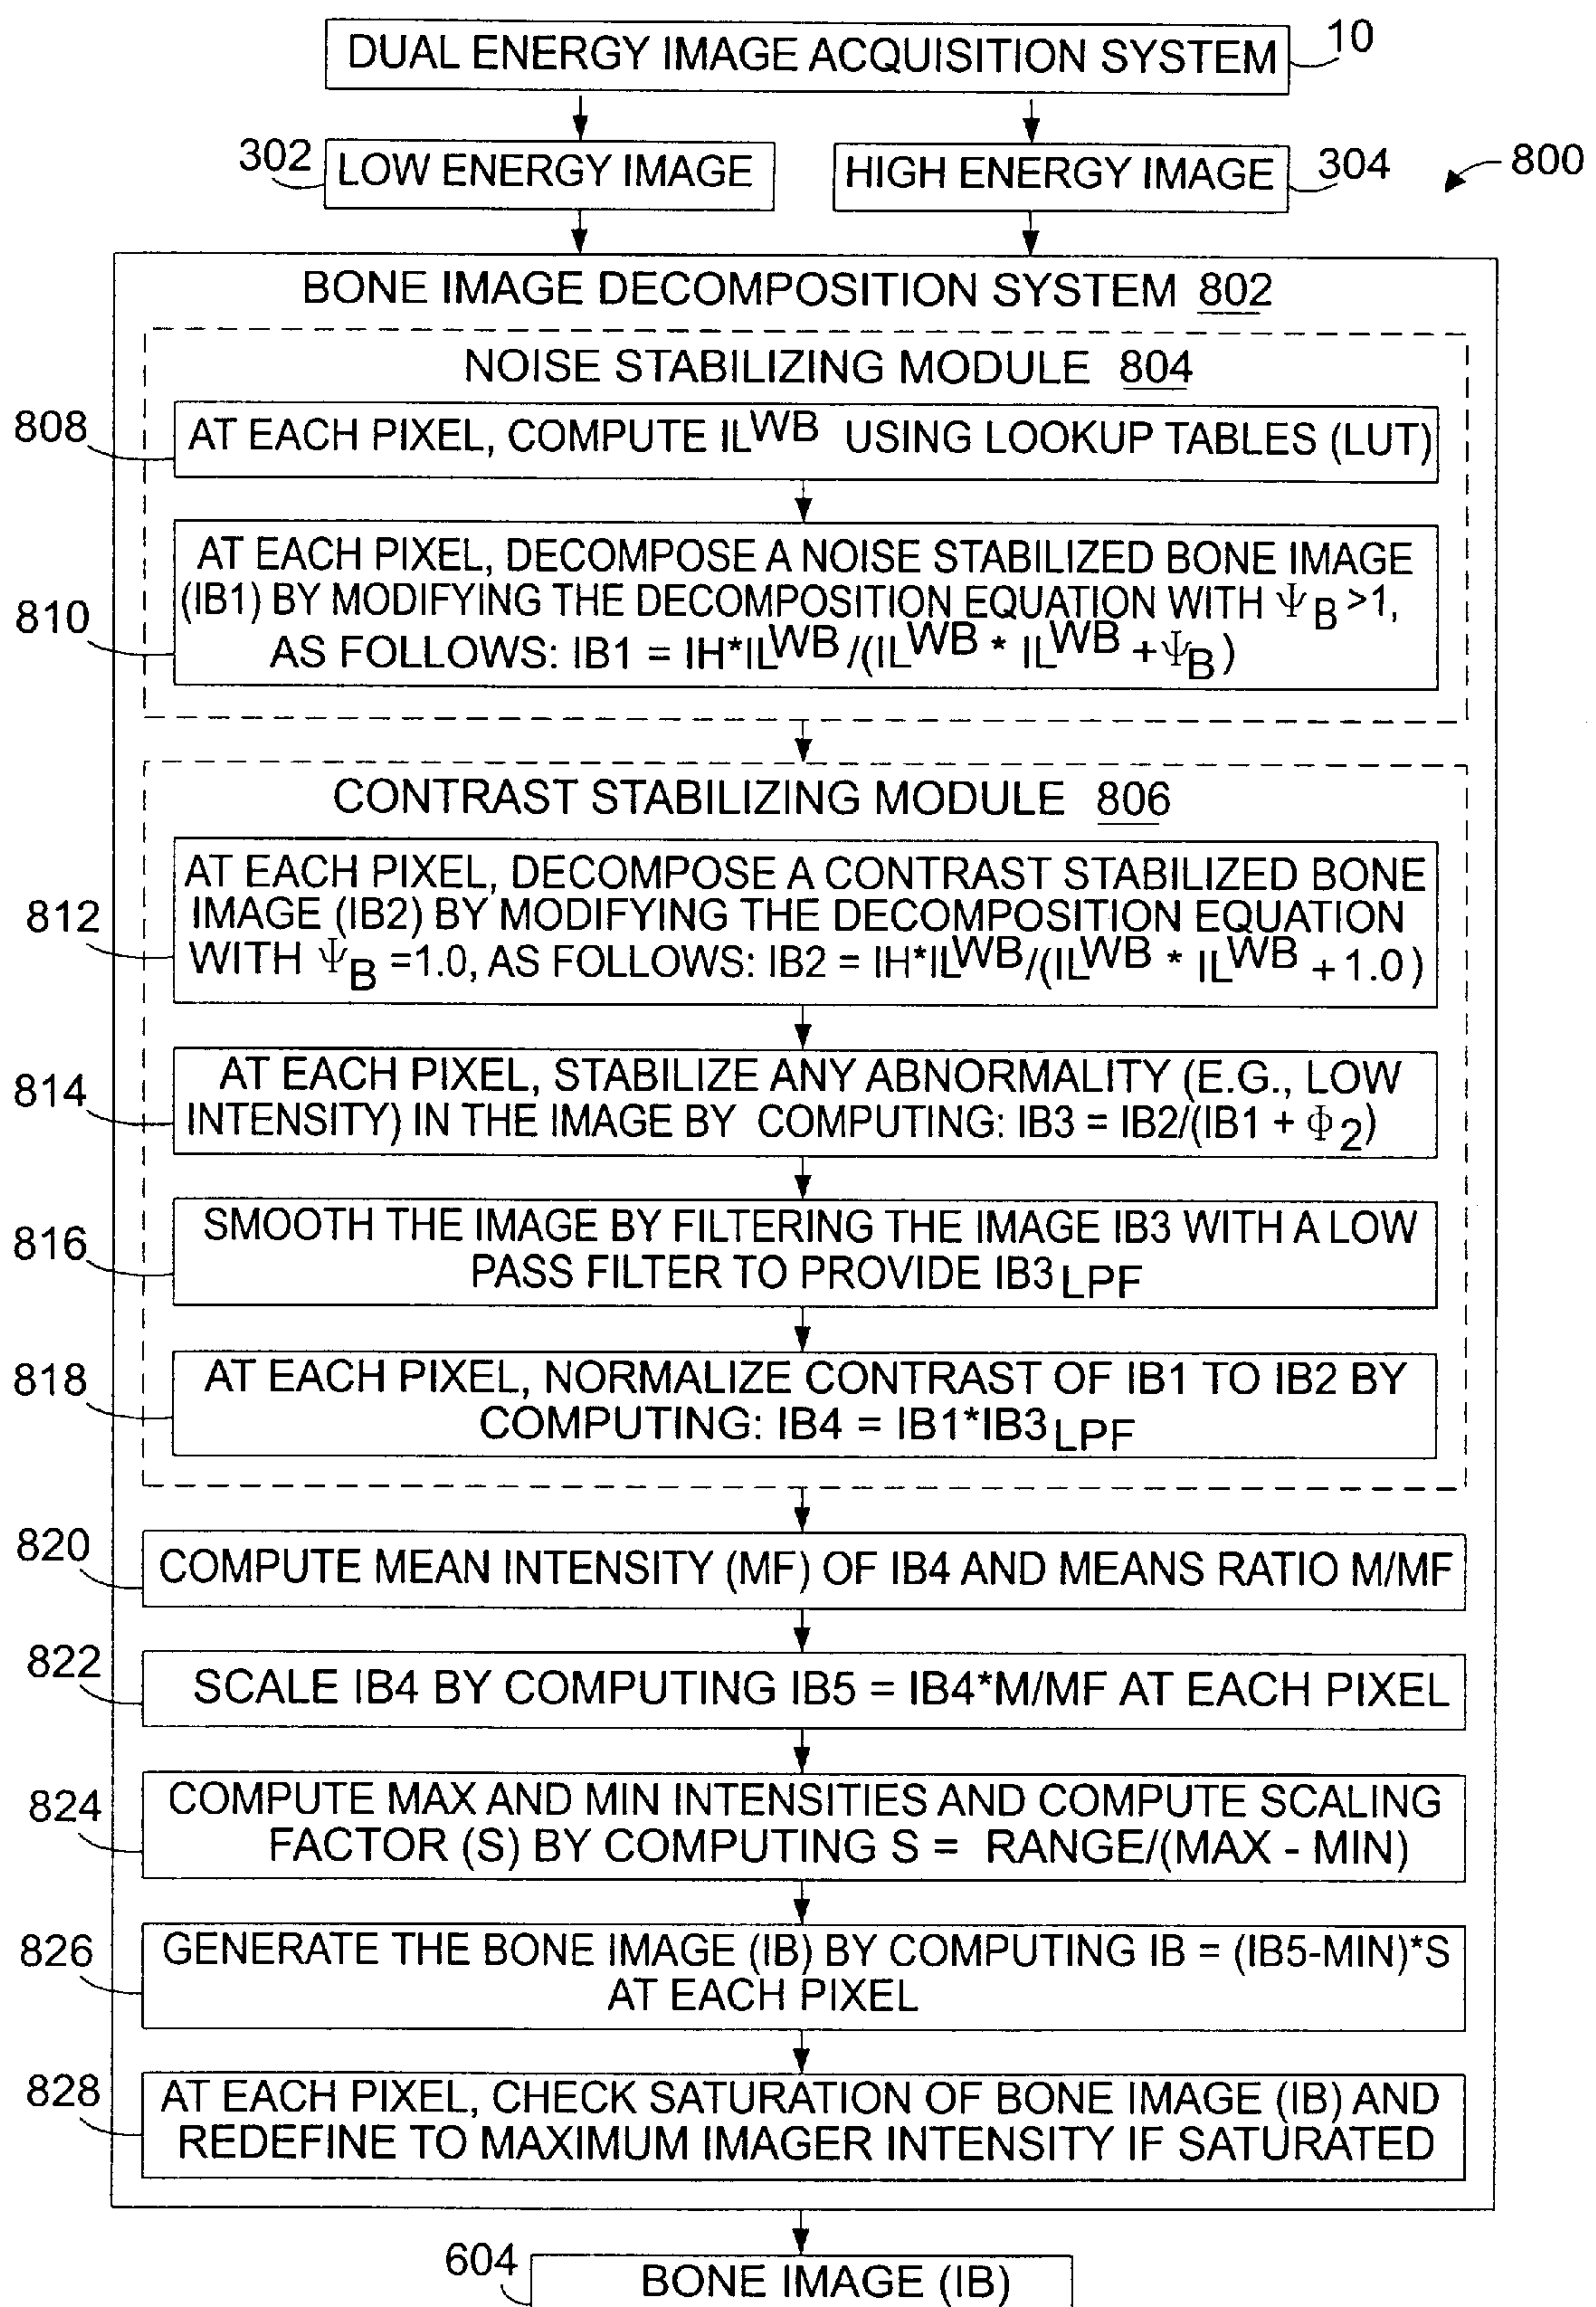 DUAL ENERGY IMAGE ACQUISITION SYSTEM 10
302 LOW ENERGY IMAGE
HIGH ENERGY IMAGE 304
800
BONE IMAGE DECOMPOSITION SYSTEM 802
NOISE STABILIZING MODULE 804
808
AT EACH PIXEL, COMPUTE IL^WB USING LOOKUP TABLES (LUT)
810
AT EACH PIXEL, DECOMPOSE A NOISE STABILIZED BONE IMAGE
(IB1) BY MODIFYING THE DECOMPOSITION EQUATION WITH Ψ_B >1,
AS FOLLOWS: IB1 = IH*IL^WB/(IL^WB * IL^WB +Ψ_B)
CONTRAST STABILIZING MODULE 806
812
AT EACH PIXEL, DECOMPOSE A CONTRAST STABILIZED BONE
IMAGE (IB2) BY MODIFYING THE DECOMPOSITION EQUATION
WITH Ψ_B =1.0, AS FOLLOWS: IB2 = IH*IL^WB/(IL^WB * IL^WB + 1.0)
814
AT EACH PIXEL, STABILIZE ANY ABNORMALITY (E.G., LOW
INTENSITY) IN THE IMAGE BY COMPUTING: IB3 = IB2/(IB1 + Φ_2)
816
SMOOTH THE IMAGE BY FILTERING THE IMAGE IB3 WITH A LOW
PASS FILTER TO PROVIDE IB3_LPF
818
AT EACH PIXEL, NORMALIZE CONTRAST OF IB1 TO IB2 BY
COMPUTING: IB4 = IB1*IB3_LPF
820
COMPUTE MEAN INTENSITY (MF) OF IB4 AND MEANS RATIO M/MF
822
SCALE IB4 BY COMPUTING IB5 = IB4*M/MF AT EACH PIXEL
824
COMPUTE MAX AND MIN INTENSITIES AND COMPUTE SCALING
FACTOR (S) BY COMPUTING S = RANGE/(MAX - MIN)
826
GENERATE THE BONE IMAGE (IB) BY COMPUTING IB = (IB5-MIN)*S
AT EACH PIXEL
828
AT EACH PIXEL, CHECK SATURATION OF BONE IMAGE (IB) AND
REDEFINE TO MAXIMUM IMAGER INTENSITY IF SATURATED
604
BONE IMAGE (IB)